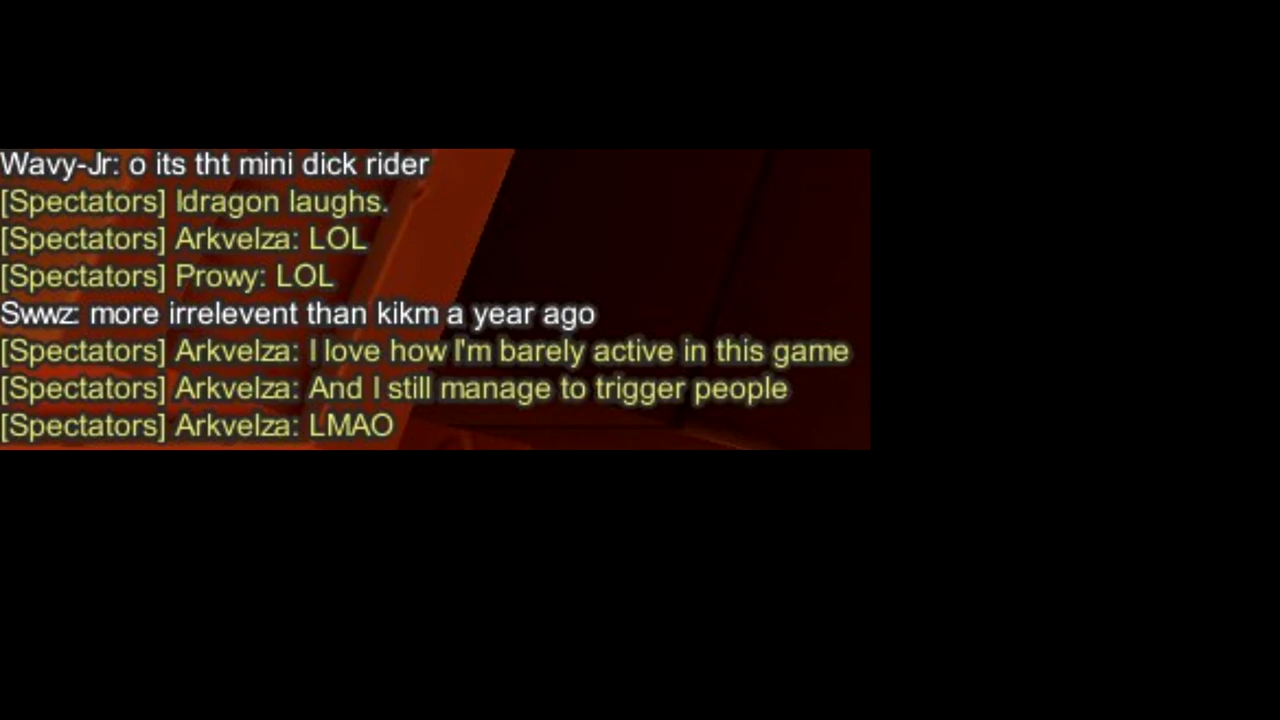 Wavy-Jr: o its tht mini dick rider
[Spectators] Idragon laughs.
[Spectators] Arkvelza: LOL
[Spectators] Prowy: LOL
Swwz: more irrelevent than kikm a year ago
[Spectators] Arkvelza: I love how I'm barely active in this game
[Spectators] Arkvelza: And I still manage to trigger people
[Spectators] Arkvelza: LMAO